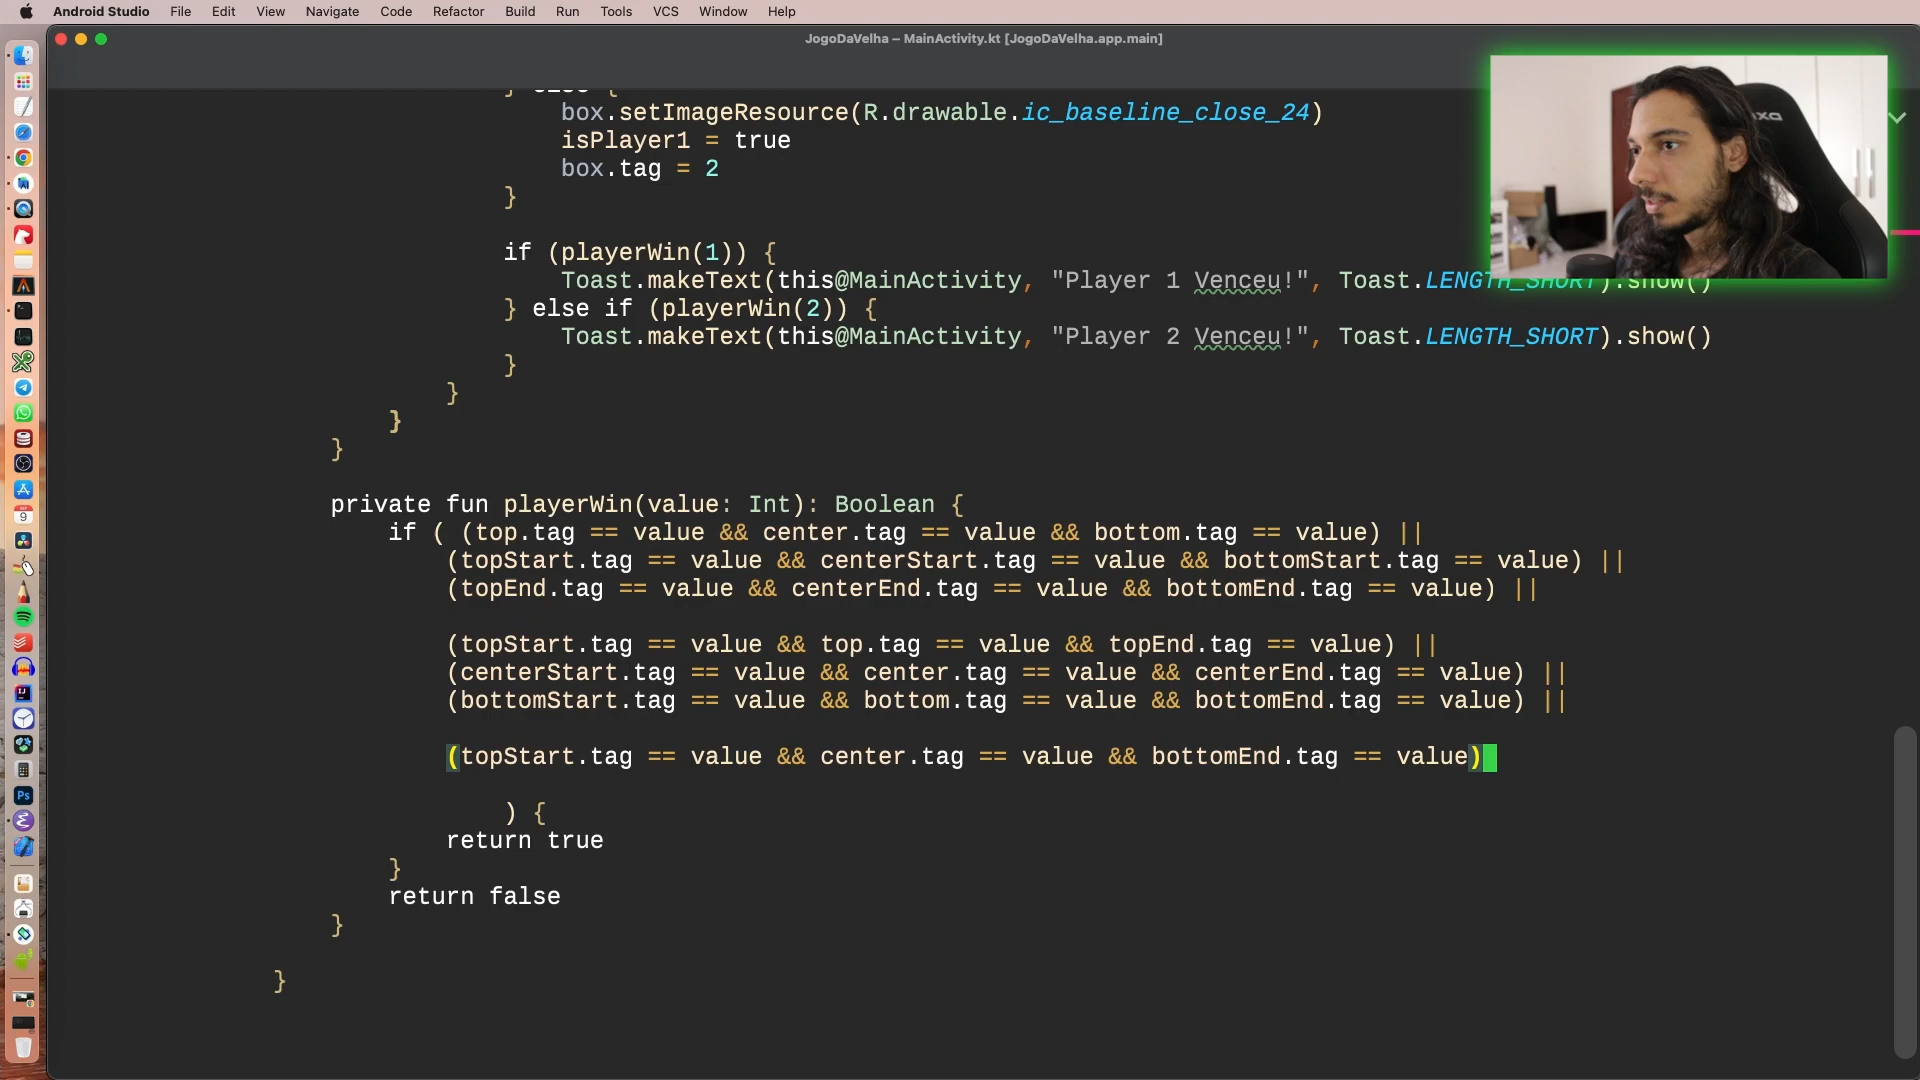 Android Studio File Edit View Navigate Code Refactor Build Run Tools VCS Window Help
JogoDaVelha – MainActivity.kt [JogoDaVelha.app.main]
} else {
box.setImageResource(R.drawable.ic_baseline_close_24)
isPlayer1 = true
box.tag = 2
}
if (playerWin(1)) {
Toast.makeText(this@MainActivity, "Player 1 Venceu!", Toast.LENGTH_SHORT).show()
} else if (playerWin(2)) {
Toast.makeText(this@MainActivity, "Player 2 Venceu!", Toast.LENGTH_SHORT).show()
}
}
}
}
private fun playerWin(value: Int): Boolean {
if ( (top.tag == value && center.tag == value && bottom.tag == value) ||
(topStart.tag == value && centerStart.tag == value && bottomStart.tag == value) ||
(topEnd.tag == value && centerEnd.tag == value && bottomEnd.tag == value) ||
(topStart.tag == value && top.tag == value && topEnd.tag == value) ||
(centerStart.tag == value && center.tag == value && centerEnd.tag == value) ||
(bottomStart.tag == value && bottom.tag == value && bottomEnd.tag == value) ||
(topStart.tag == value && center.tag == value && bottomEnd.tag == value)
) {
return true
}
return false
}
}